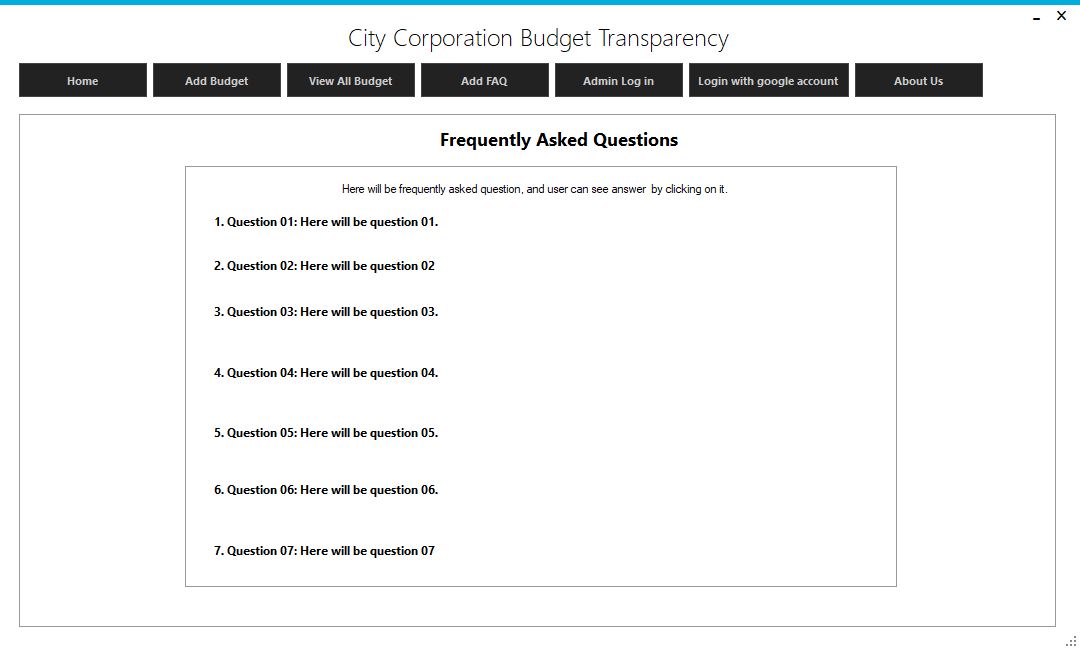 City Corporation Budget Transparency
Home Add Budget View All Budget Add FAQ Admin Log in Login with google account About Us
Frequently Asked Questions
Here will be frequently asked question, and user can see answer by clicking on it.
1. Question 01: Here will be question 01.
2. Question 02: Here will be question 02
3. Question 03: Here will be question 03.
4. Question 04: Here will be question 04.
5. Question 05: Here will be question 05.
6. Question 06: Here will be question 06.
7. Question 07: Here will be question 07